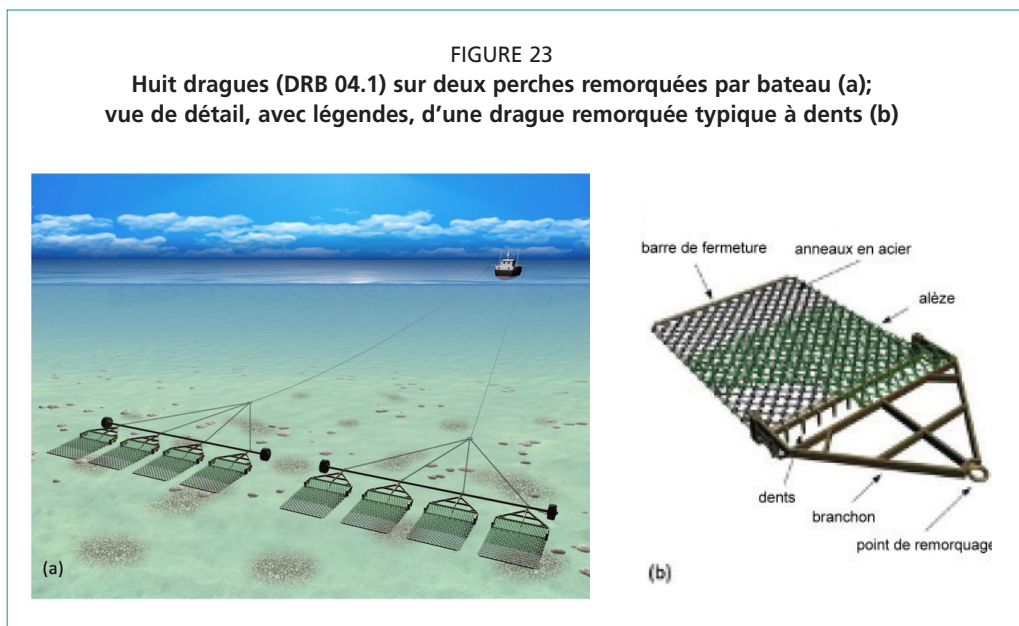 FIGURE 23
Huit dragues (DRB 04.1) sur deux perches remorquées par bateau (a);
vue de détail, avec légendes, d'une drague remorquée typique à dents (b)
barre de fermeture
anneaux en acier
alèze
dents
branchon
point de remorquage
(a)
(b)